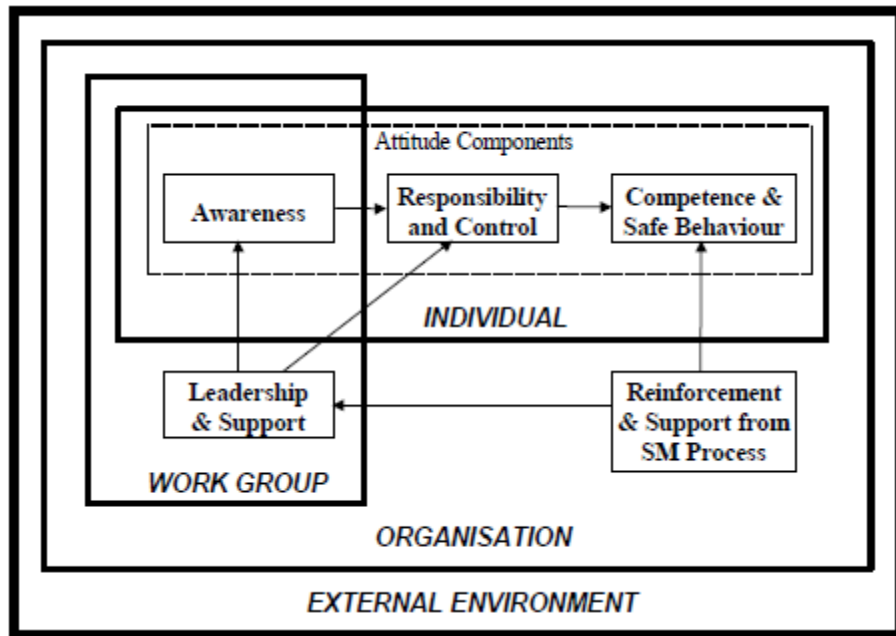 Attitude Components
Awareness
Responsibility
and Control
Competence &
Safe Behaviour
INDIVIDUAL
Leadership
& Support
Reinforcement
& Support from
SM Process
WORK GROUP
ORGANISATION
EXTERNAL ENVIRONMENT